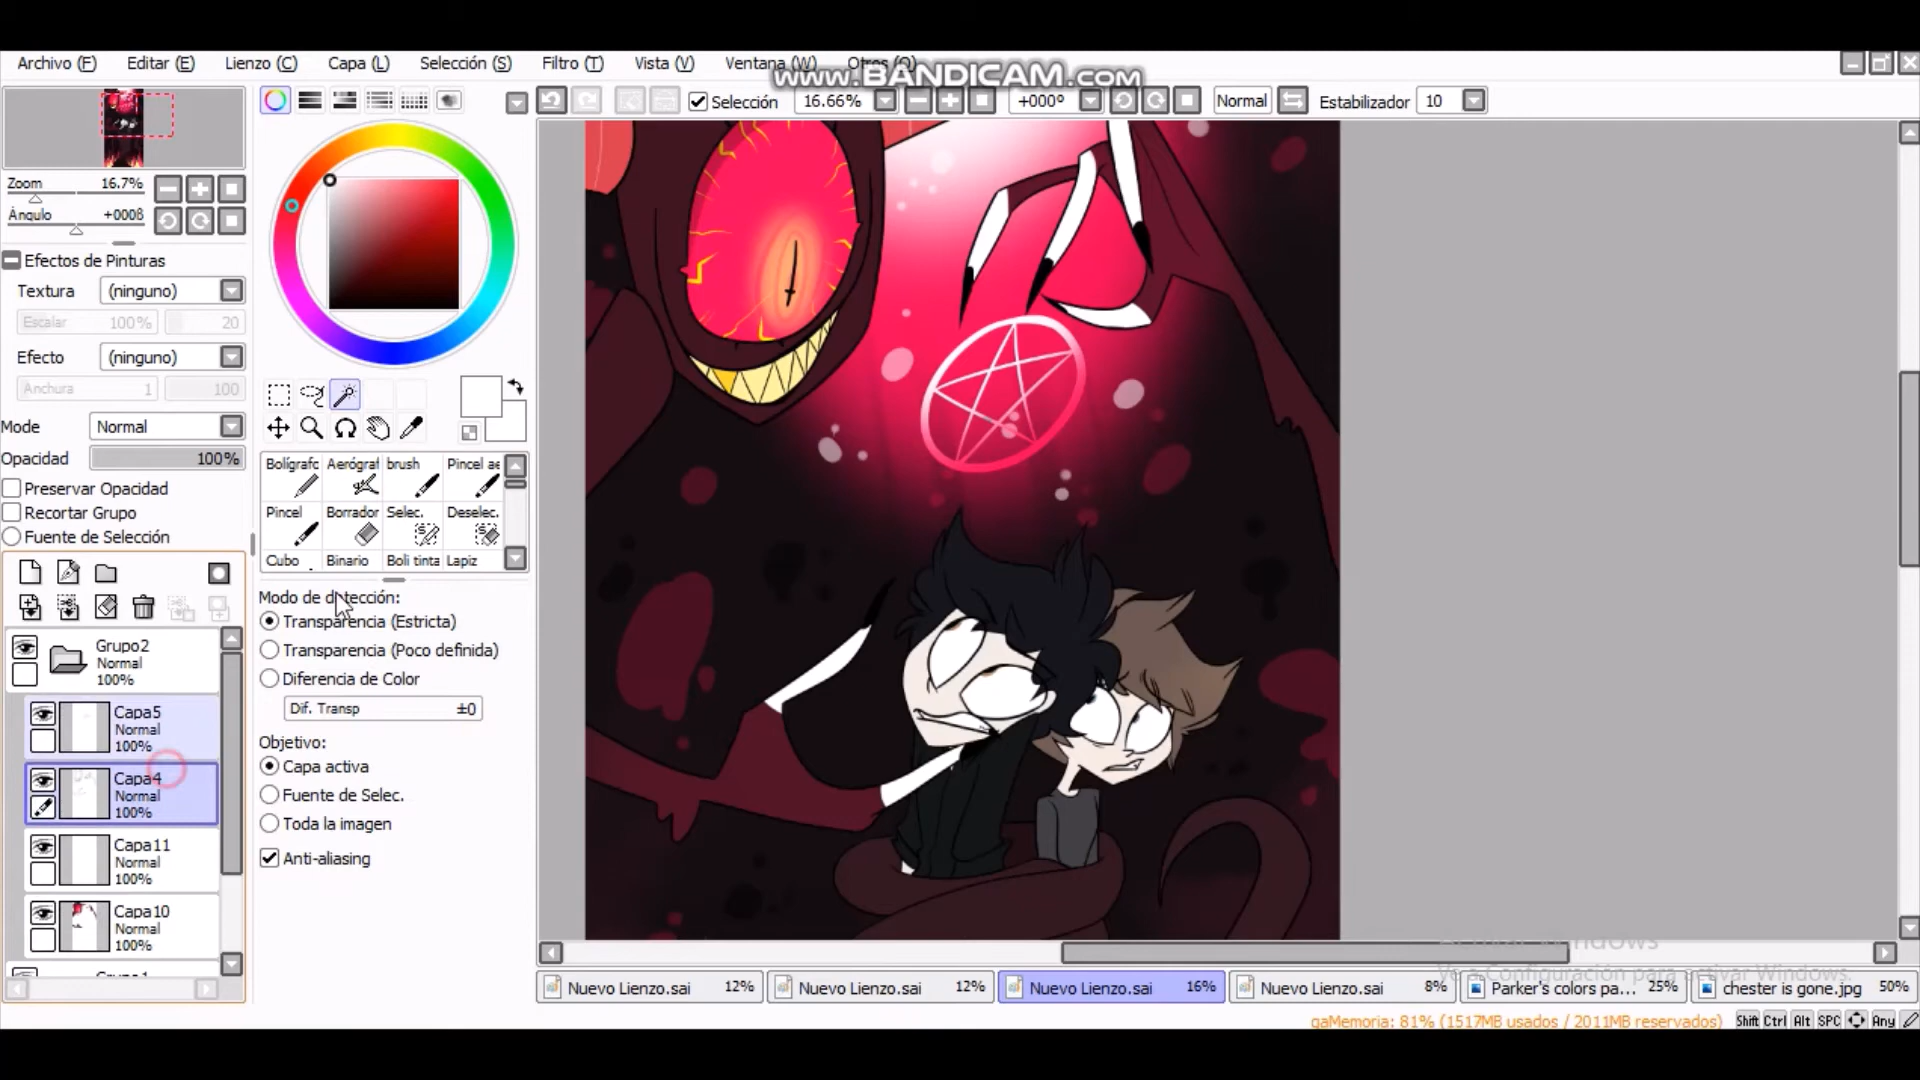 Archivo (F) Editar (E) Lienzo (C) Capa (L) Selección (S) Filtro (T) Vista (V) Ventana (W) Otros (O)
www.BANDICAM.com
Selección 16.66% +000º Normal Estabilizador 10
Zoom 16.7%
Ángulo +000ß
Efectos de Pinturas
Textura (ninguno)
Escalar 100% 20
Efecto (ninguno)
Anchura 1 100
Mode Normal
Opacidad 100%
Preservar Opacidad
Recortar Grupo
Fuente de Selección
Grupo2
Normal
100%
Capa5
Normal
100%
Capa4
Normal
100%
Capa11
Normal
100%
Capa10
Normal
100%
Grupo1
Bolígrafo Aerógraf brush Pincel ae
Pincel Borrador Selec. Deselec.
Cubo Binario Boli tinta Lapiz
Modo de detección:
Transparencia (Estricta)
Transparencia (Poco definida)
Diferencia de Color
Dif. Transp ±0
Objetivo:
Capa activa
Fuente de Selec.
Toda la imagen
Anti-aliasing
Activar Windows
Ve a Configuración para activar Windows.
Nuevo Lienzo.sai 12% Nuevo Lienzo.sai 12% Nuevo Lienzo.sai 16% Nuevo Lienzo.sai 8% Parker's colors pa... 25% chester is gone.jpg 50%
gaMemoria: 81% (1517MB usados / 2011MB reservados) Shift Ctrl Alt SPC Any